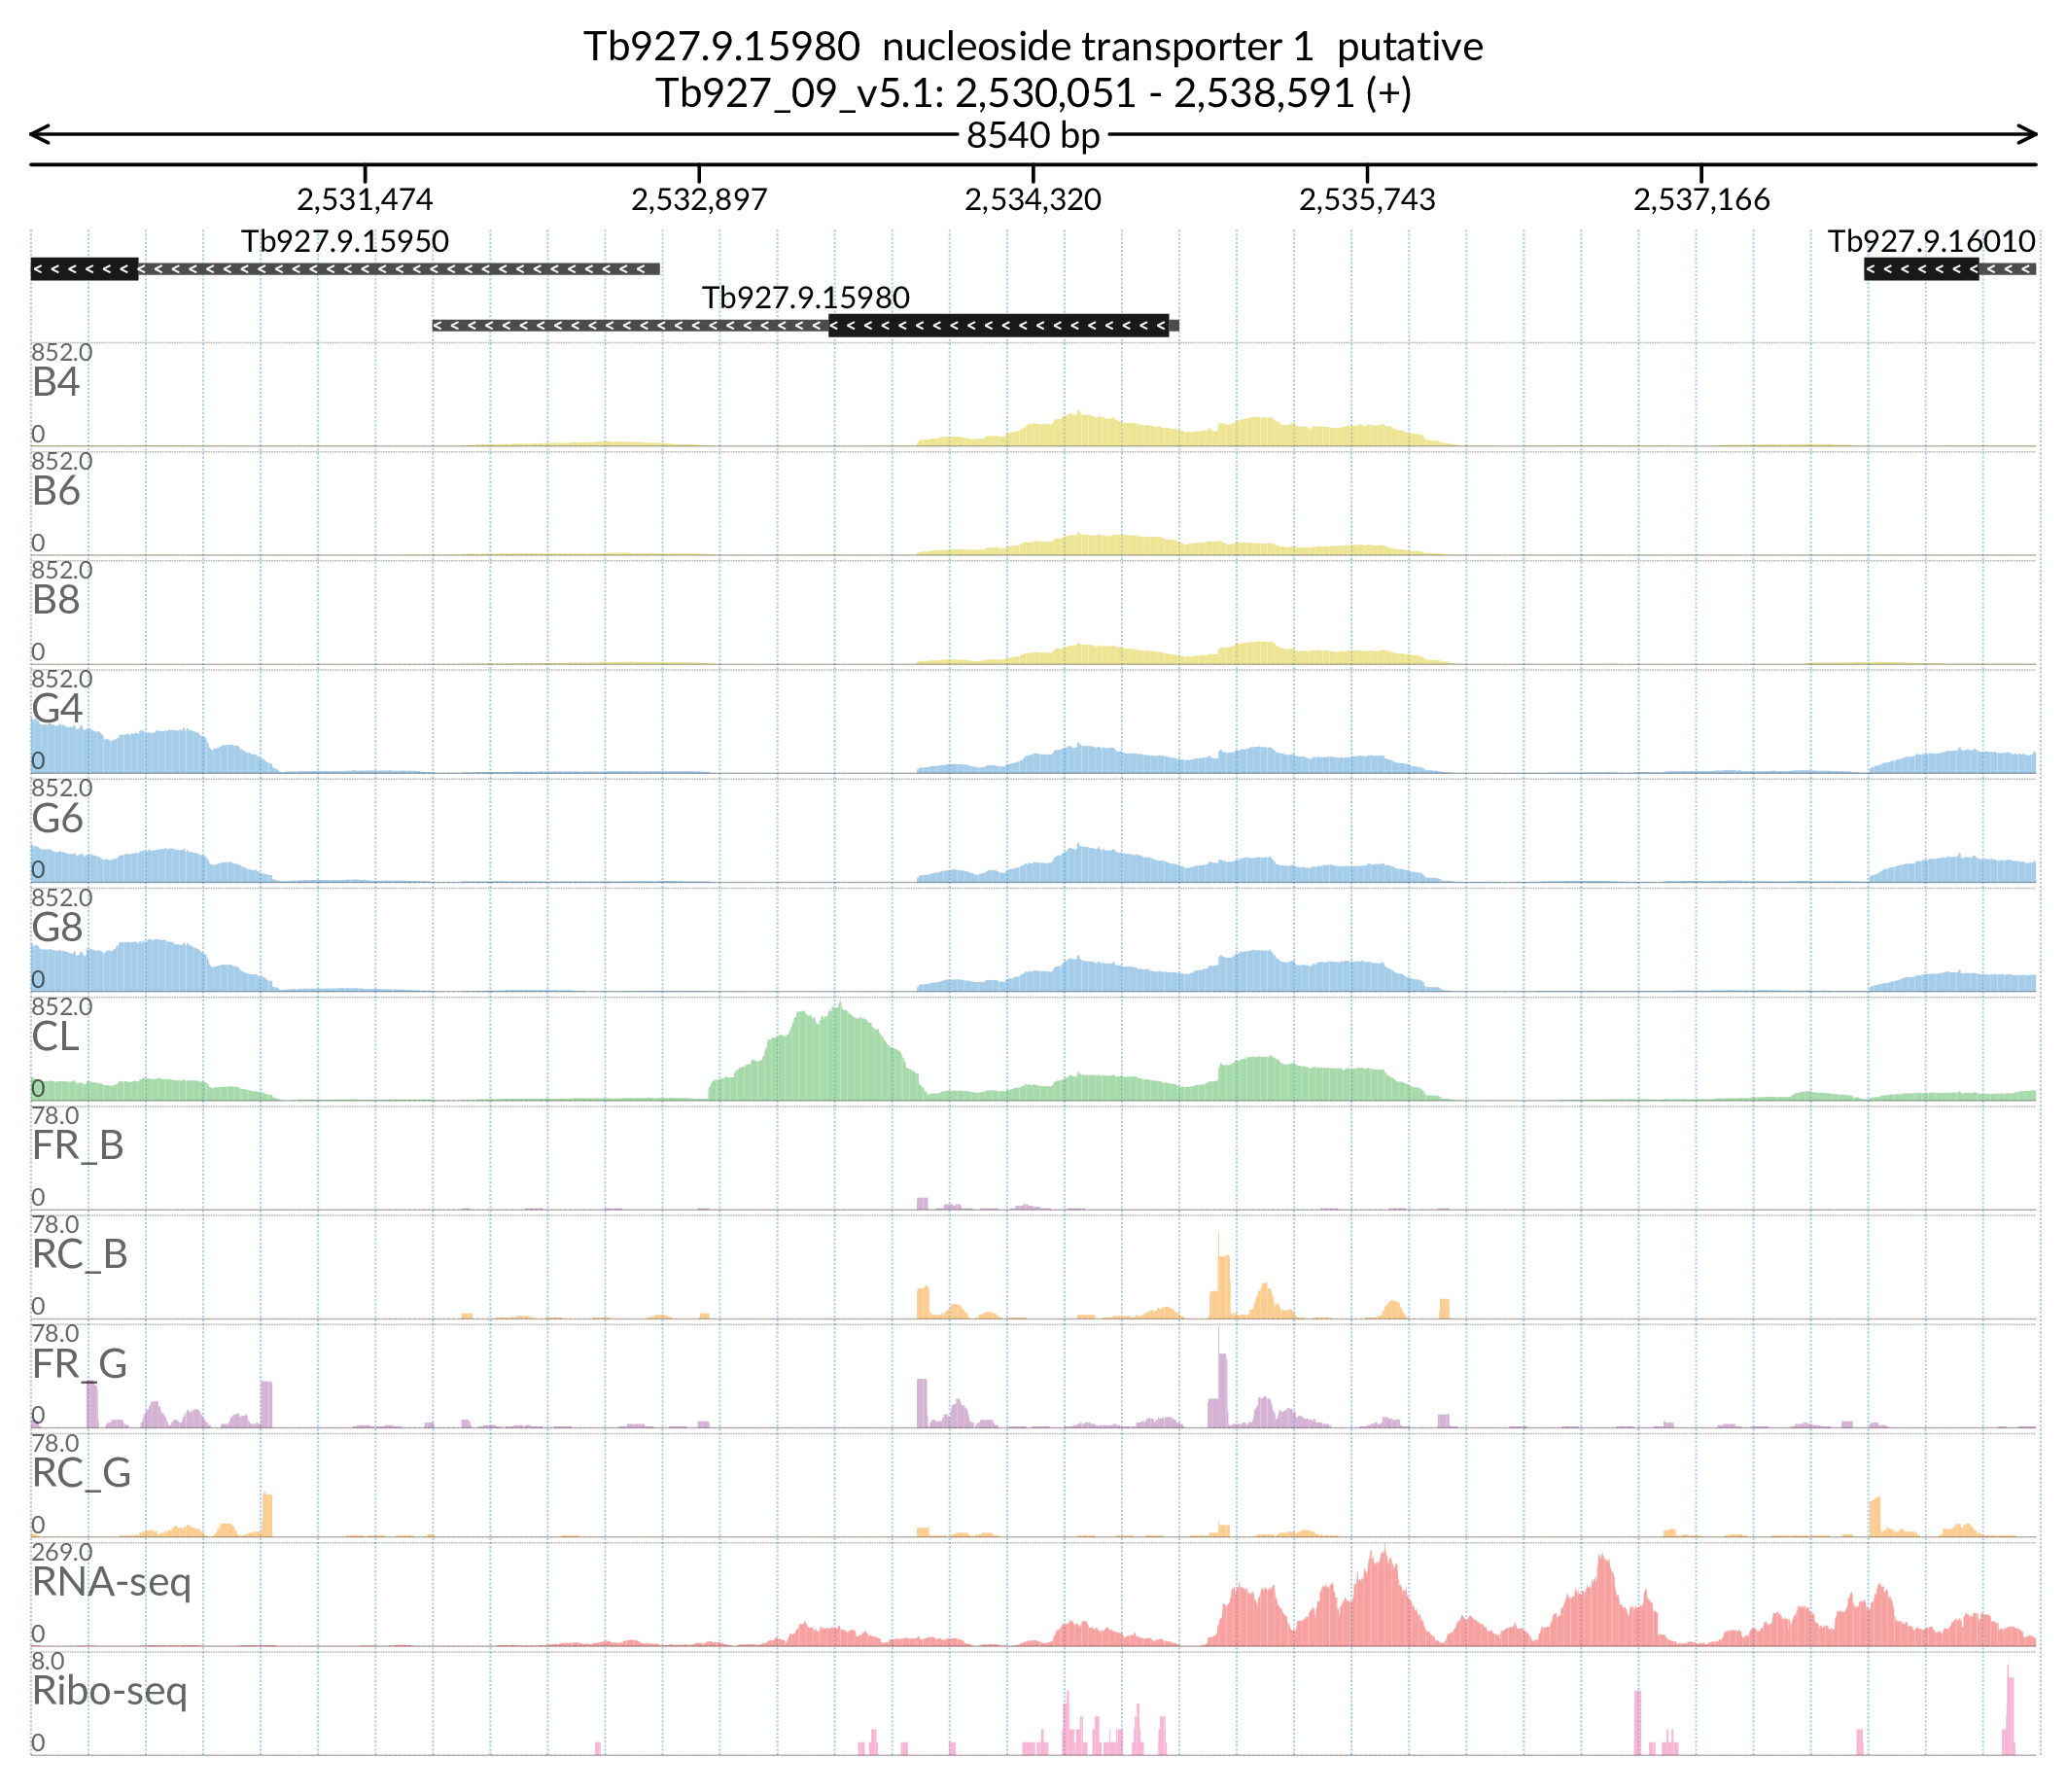 Tb927.9.15980 nucleoside transporter 1 putative
Tb927_09_v5.1: 2,530,051 - 2,538,591 (+)
8540 bp
2,531,474 2,532,897 2,534,320 2,535,743 2,537,166
Tb927.9.15950 Tb927.9.16010
Tb927.9.15980
852.0
B4
0
852.0
B6
0
852.0
B8
0
852.0
G4
0
852.0
G6
0
852.0
G8
0
852.0
CL
0
78.0
FR_B
0
78.0
RC_B
0
78.0
FR_G
0
78.0
RC_G
0
269.0
RNA-seq
0
8.0
Ribo-seq
0